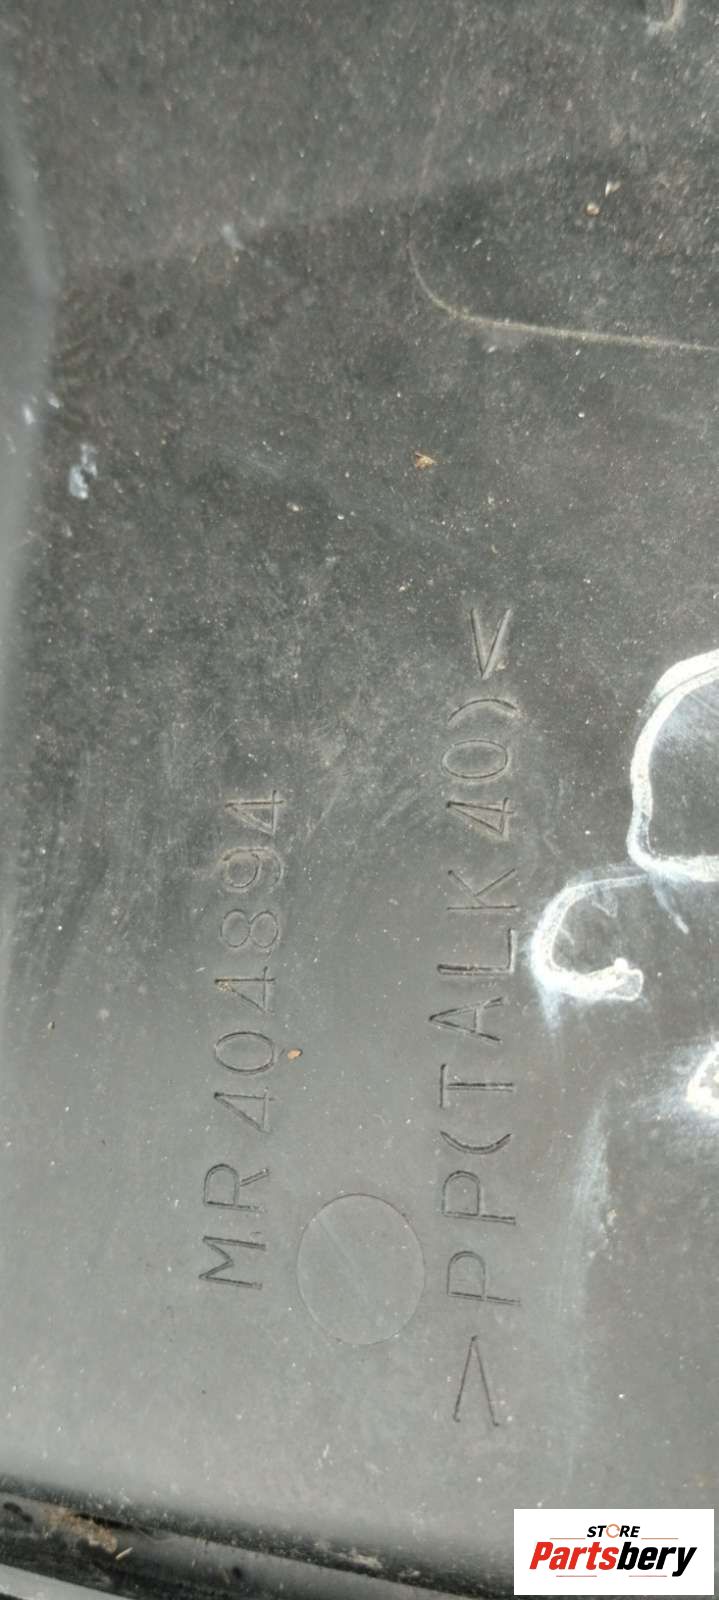 MR404894
>PP(TALK40)<
STORE
Partsbery